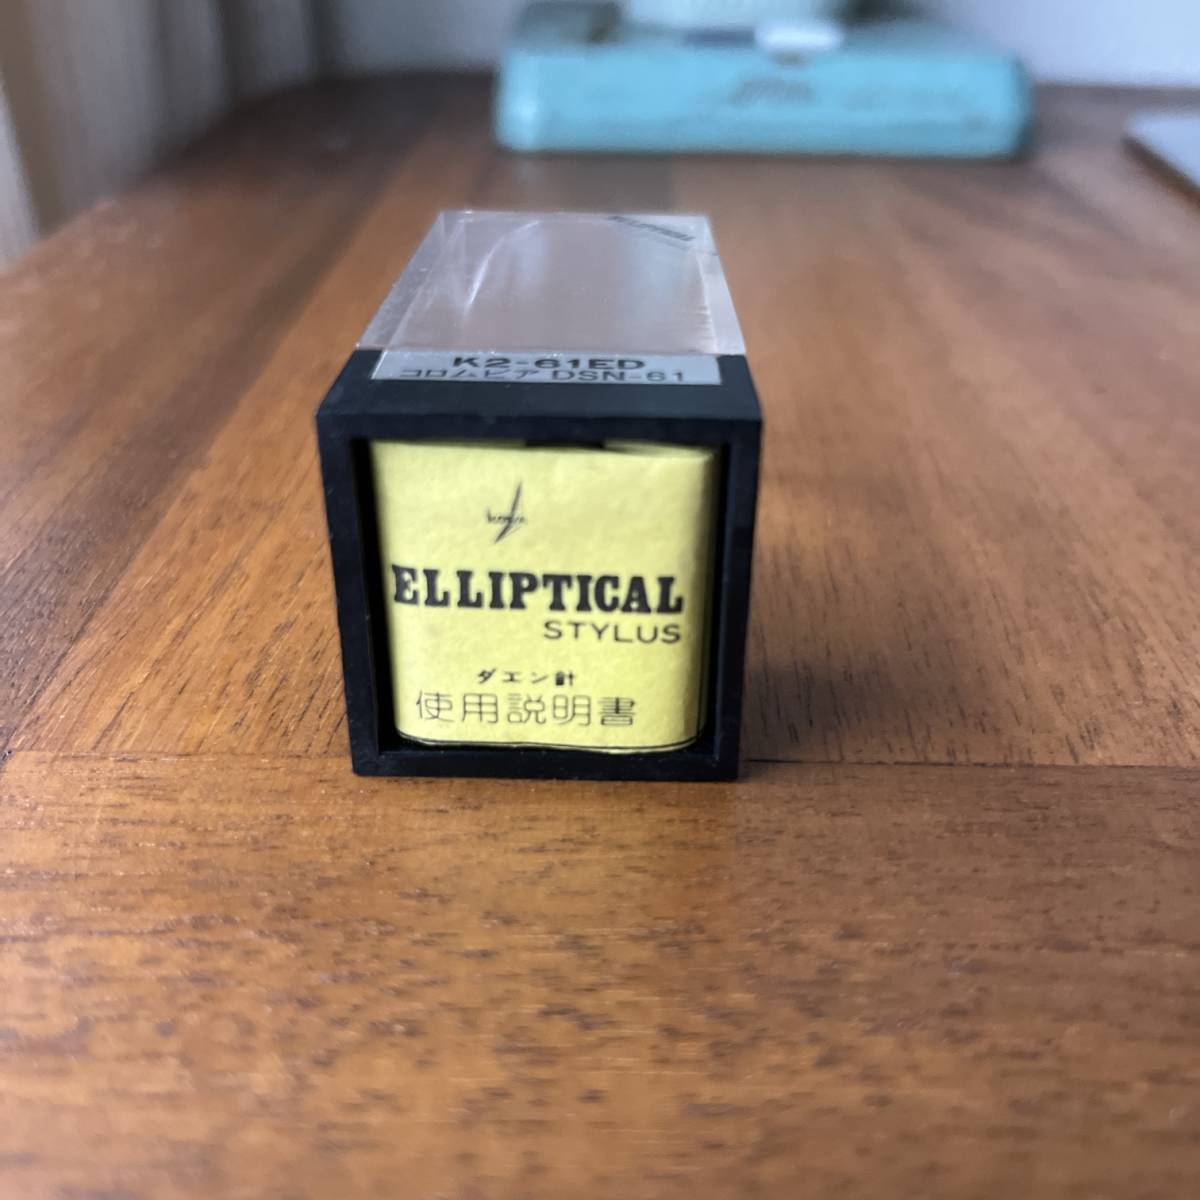 K2-61ED
コロムビア DSN-61
ELLIPTICAL
STYLUS
ダエン針
使用説明書